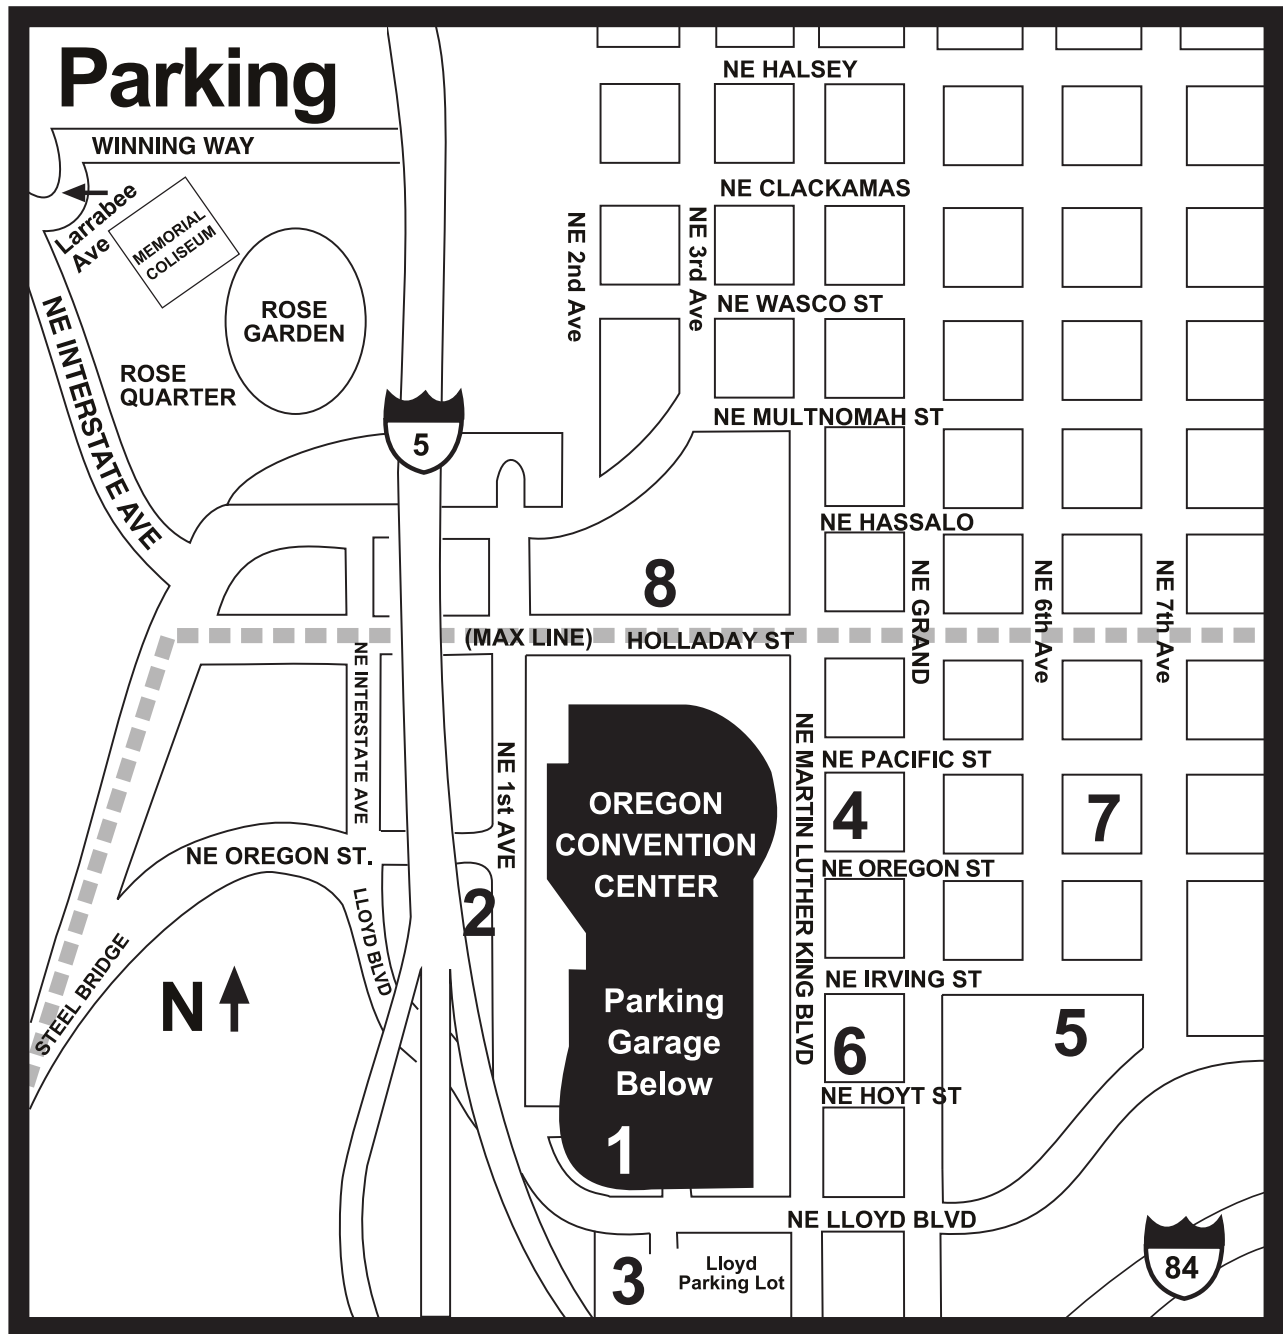 Parking
NE HALSEY
WINNING WAY
NE CLACKAMAS
Larrabee
Ave
MEMORIAL
COLISEUM
NE 2nd Ave
NE 3rd Ave
ROSE
GARDEN
NE WASCO ST
NE INTERSTATE AVE
ROSE
QUARTER
NE MULTNOMAH ST
5
NE HASSALO
8
NE GRAND
NE 6th Ave
NE 7th Ave
(MAX LINE)
HOLLADAY ST
NE INTERSTATE AVE
NE 1st AVE
NE MARTIN LUTHER KING BLVD
NE PACIFIC ST
OREGON
CONVENTION
CENTER
4
7
NE OREGON ST.
NE OREGON ST
LLOYD BLVD
2
STEEL BRIDGE
N
NE IRVING ST
Parking
Garage
Below
6
5
NE HOYT ST
1
NE LLOYD BLVD
3
Lloyd
Parking Lot
84